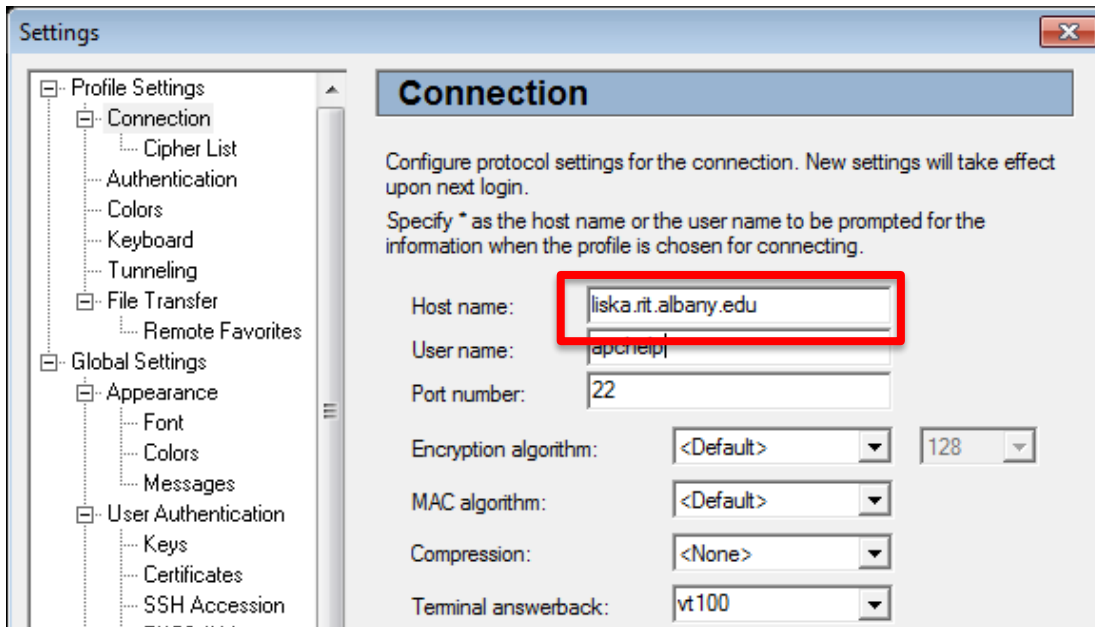 Settings
Profile Settings
Connection
Cipher List
Authentication
Colors
Keyboard
Tunneling
File Transfer
Remote Favorites
Global Settings
Appearance
Font
Colors
Messages
User Authentication
Keys
Certificates
SSH Accession
Connection
Configure protocol settings for the connection. New settings will take effect
upon next login.
Specify * as the host name or the user name to be prompted for the
information when the profile is chosen for connecting.
Host name: liska.rit.albany.edu
User name: apchelp
Port number: 22
Encryption algorithm: <Default> 128
MAC algorithm: <Default>
Compression: <None>
Terminal answerback: vt100